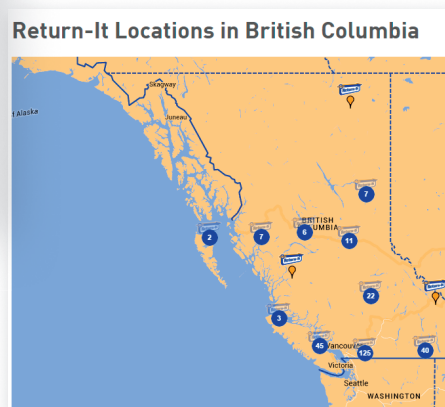 Return-It Locations in British Columbia
Skagway
Alaska
Juneau
7
BRITISH
COLUMBIA
2
7
6
11
22
3
45
Vancouver
125
40
Victoria
Seattle
WASHINGTON